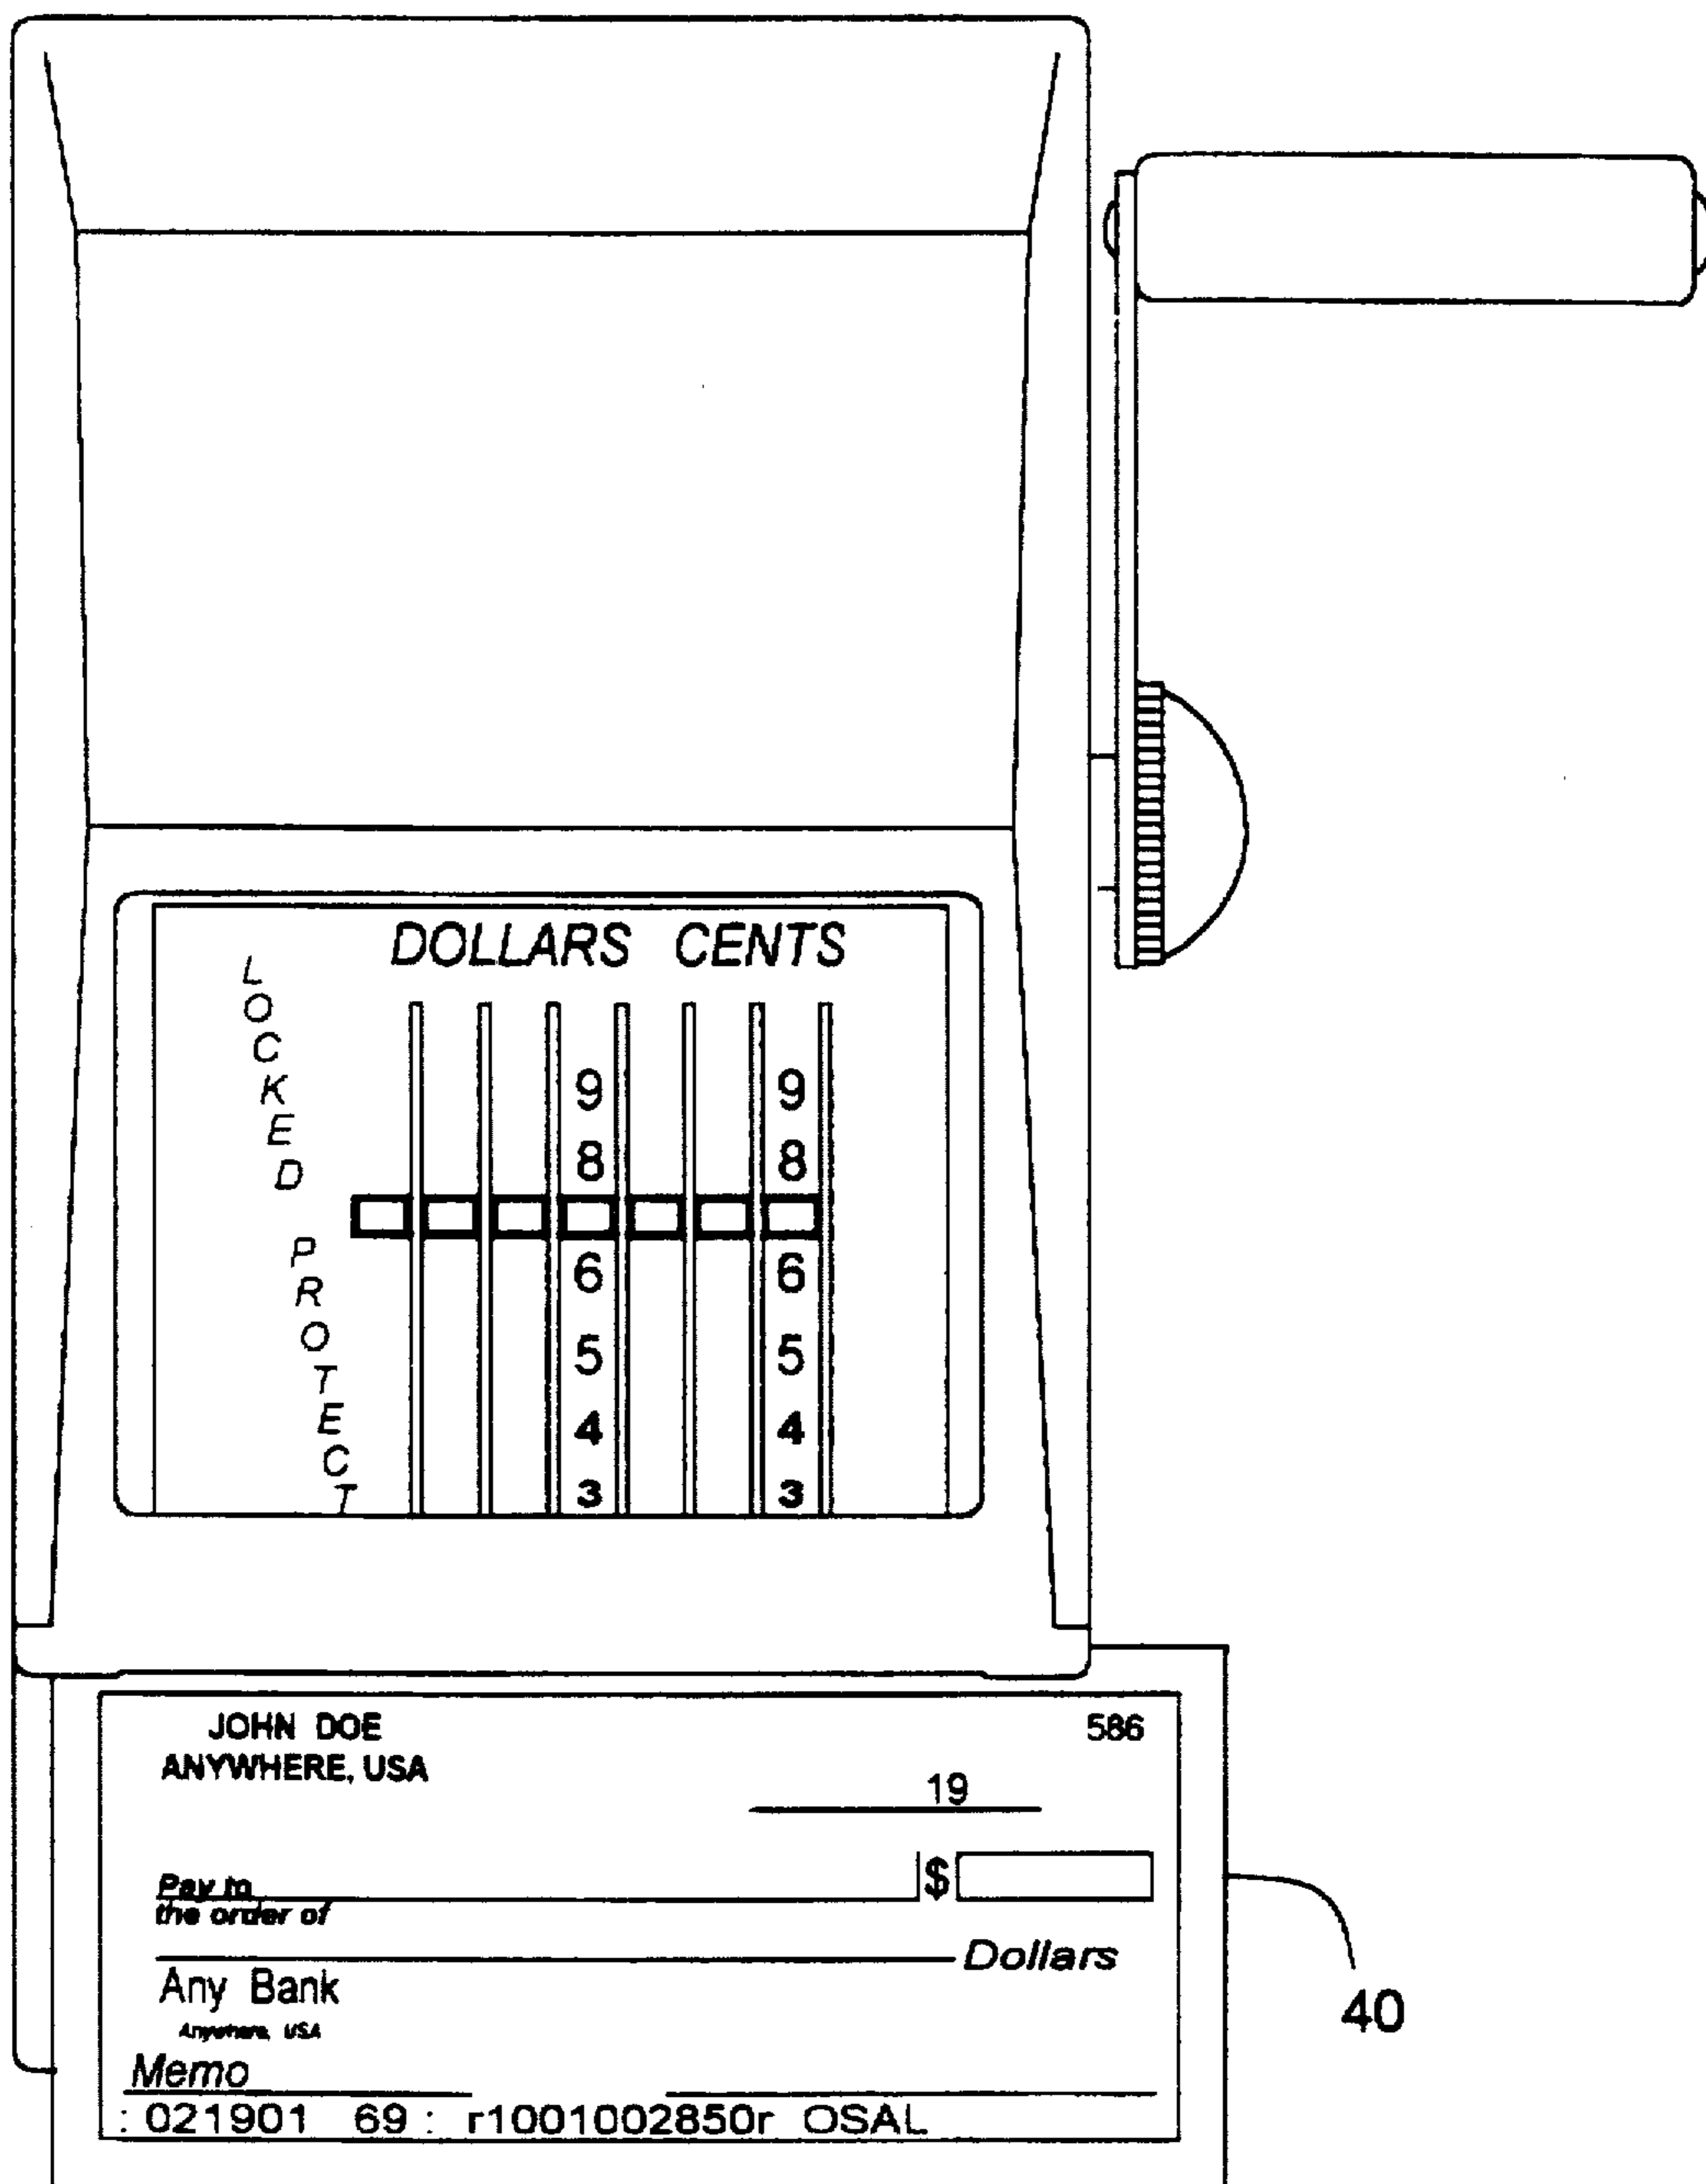 DOLLARS CENTS
LOCKED PROTECT
9 9
8 8
6 6
5 5
4 4
3 3
JOHN DOE 586
ANYWHERE, USA
19
Pay to $
the order of
Dollars
Any Bank
Anywhere, USA
Memo
: 021901 69 : r1001002850r OSAL
40